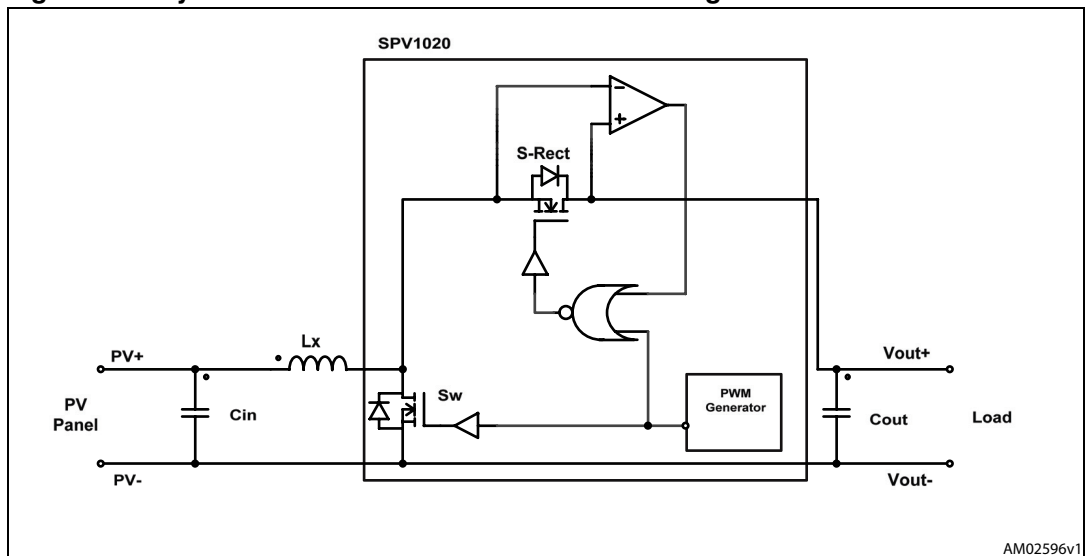 SPV1020
−
+
S-Rect
Lx
PV+
Vout+
Sw
PWM
Generator
PV
Panel
Cin
Cout
Load
PV-
Vout-
AM02596v1